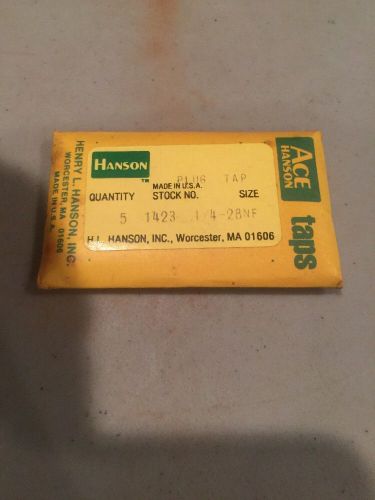 HENRY L. HANSON, INC.
WORCESTER, MA 01606
MADE IN U.S.A.
HANSON
TM
PLUG TAP
MADE IN U.S.A.
QUANTITY STOCK NO. SIZE
5 1423 1/4-28NF
H.L. HANSON, INC., Worcester, MA 01606
ACE
HANSON
taps